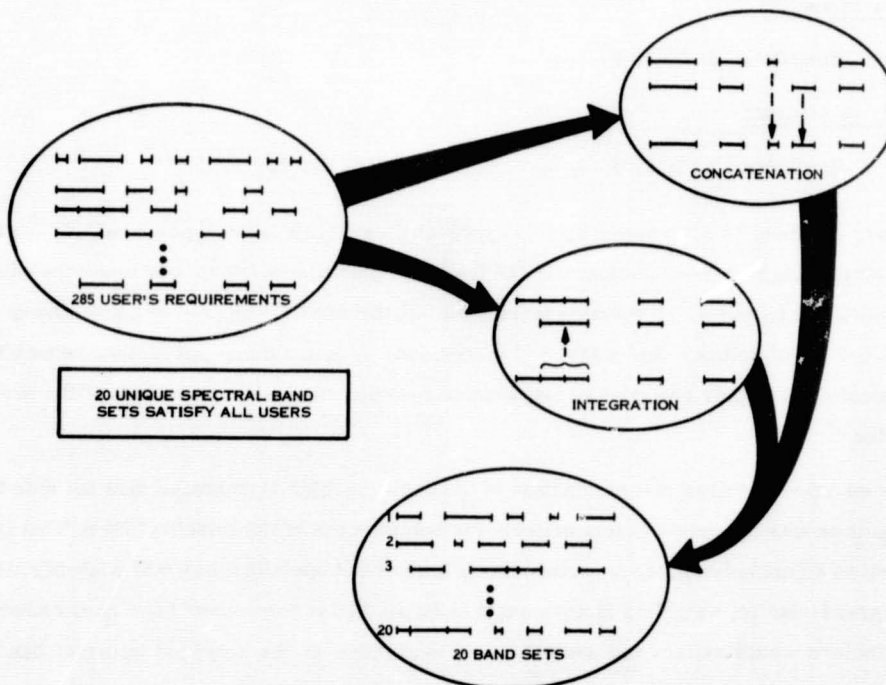 CONCATENATION
285 USER'S REQUIREMENTS
20 UNIQUE SPECTRAL BAND
SETS SATISFY ALL USERS
INTEGRATION
1
2
3
20
20 BAND SETS